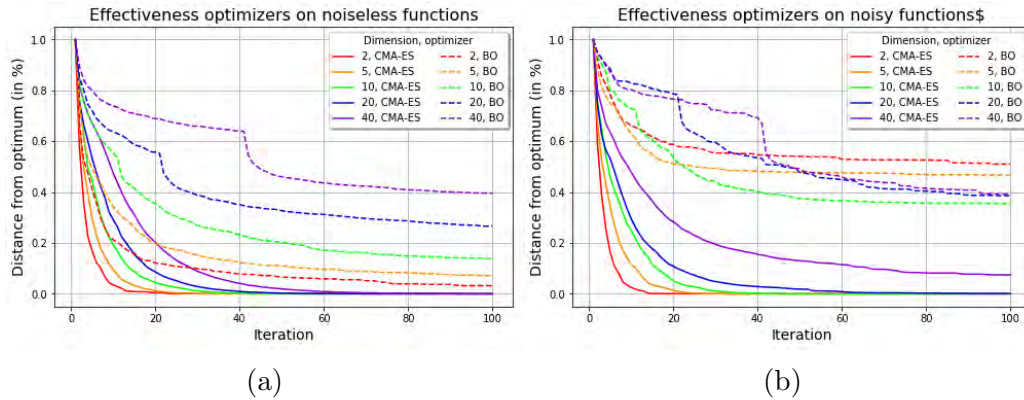 Effectiveness optimizers on noiseless functions
Distance from optimum (in %)
1.0
0.8
0.6
0.4
0.2
0.0
Dimension, optimizer
2, CMA-ES 2, BO
5, CMA-ES 5, BO
10, CMA-ES 10, BO
20, CMA-ES 20, BO
40, CMA-ES 40, BO
0 20 40 60 80 100
Iteration
(a)
Effectiveness optimizers on noisy functions$
Distance from optimum (in %)
1.0
0.8
0.6
0.4
0.2
0.0
Dimension, optimizer
2, CMA-ES 2, BO
5, CMA-ES 5, BO
10, CMA-ES 10, BO
20, CMA-ES 20, BO
40, CMA-ES 40, BO
0 20 40 60 80 100
Iteration
(b)